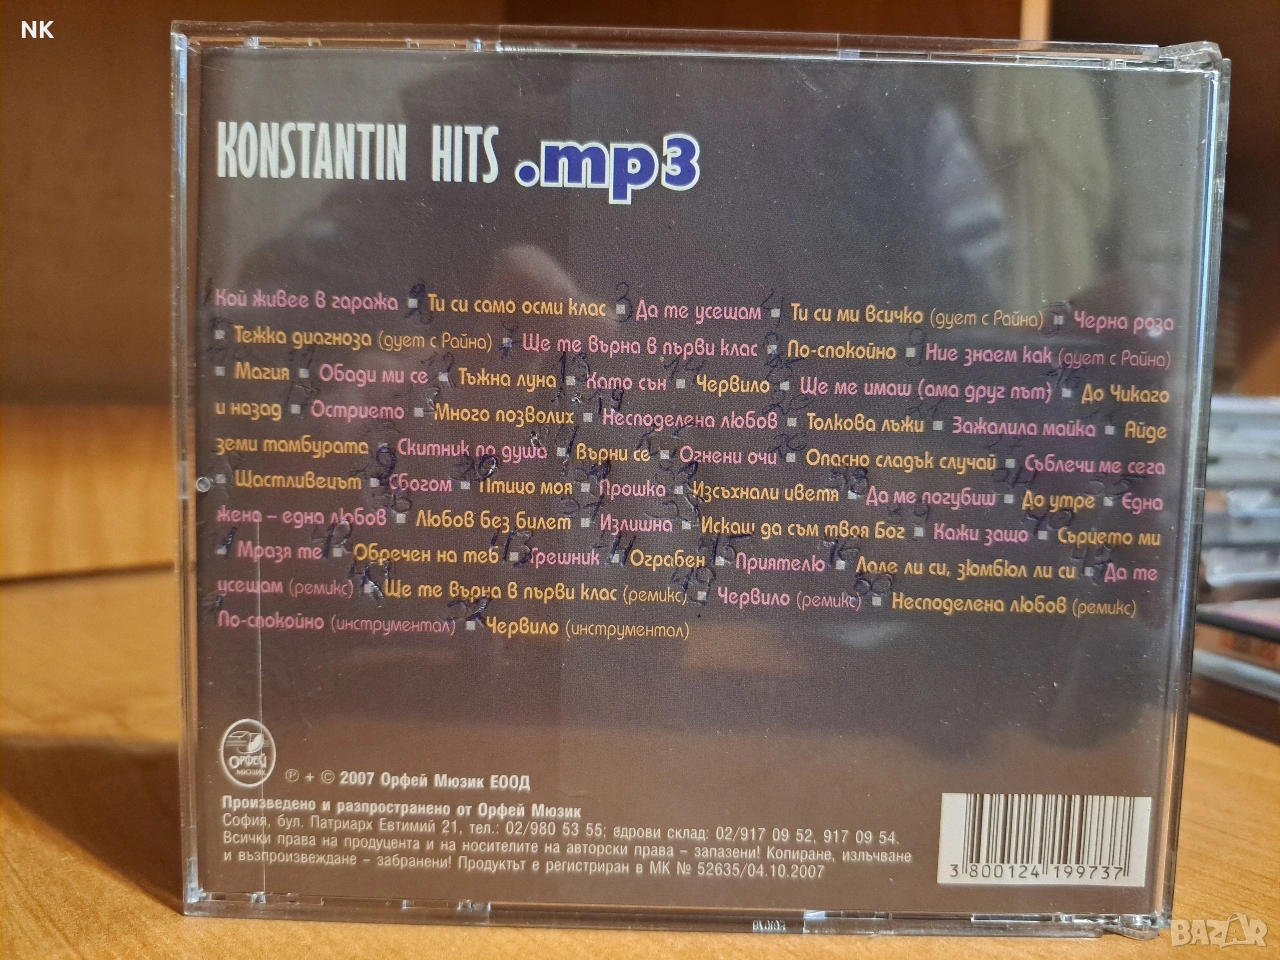 NK
KONSTANTIN HITS .mp3
Кой живее в гаража ▪ Ти си само осми клас ▪ Да те усещам ▪ Ти си ми всичко (дует с Райна) ▪ Черна роза
▪ Тежка диагноза (дует с Райна) ▪ Ще те върна в първи клас ▪ По-спокойно ▪ Ние знаем как (дует с Райна)
▪ Магия ▪ Обади ми се ▪ Тъжна луна ▪ Като сън ▪ Червило ▪ Ще ме имаш (ама друг път) ▪ До Чикаго
и назад ▪ Острието ▪ Много позволих ▪ Несподелена любов ▪ Толкова лъжи ▪ Зажалила майка ▪ Айде
земи тамбурата ▪ Скитник по душа ▪ Върни се ▪ Огнени очи ▪ Опасно сладък случай ▪ Съблечи ме сега
▪ Щастливецът ▪ Сбогом ▪ Птицо моя ▪ Прошка ▪ Изсъхнали цветя ▪ Да ме погубиш ▪ До утре ▪ Една
жена – една любов ▪ Любов без билет ▪ Излишна ▪ Искаш да съм твоя Бог ▪ Кажи защо ▪ Сърцето ми
▪ Мразя те ▪ Обречен на теб ▪ Грешник ▪ Ограбен ▪ Приятелю ▪ Лале ли си, зюмбюл ли си ▪ Да те
усещам (ремикс) ▪ Ще те върна в първи клас (ремикс) ▪ Червило (ремикс) ▪ Несподелена любов (ремикс)
По-спокойно (инструментал) ▪ Червило (инструментал)
ОРФЕЙ
МЮЗИК
℗ + © 2007 Орфей Мюзик ЕООД
Произведено и разпространено от Орфей Мюзик
София, бул. Патриарх Евтимий 21, тел.: 02/980 53 55; едрови склад: 02/917 09 52, 917 09 54.
Всички права на продуцента и на носителите на авторски права – запазени! Копиране, излъчване
и възпроизвеждане – забранени! Продуктът е регистриран в МК № 52635/04.10.2007
3 800124 199737
BAZAR